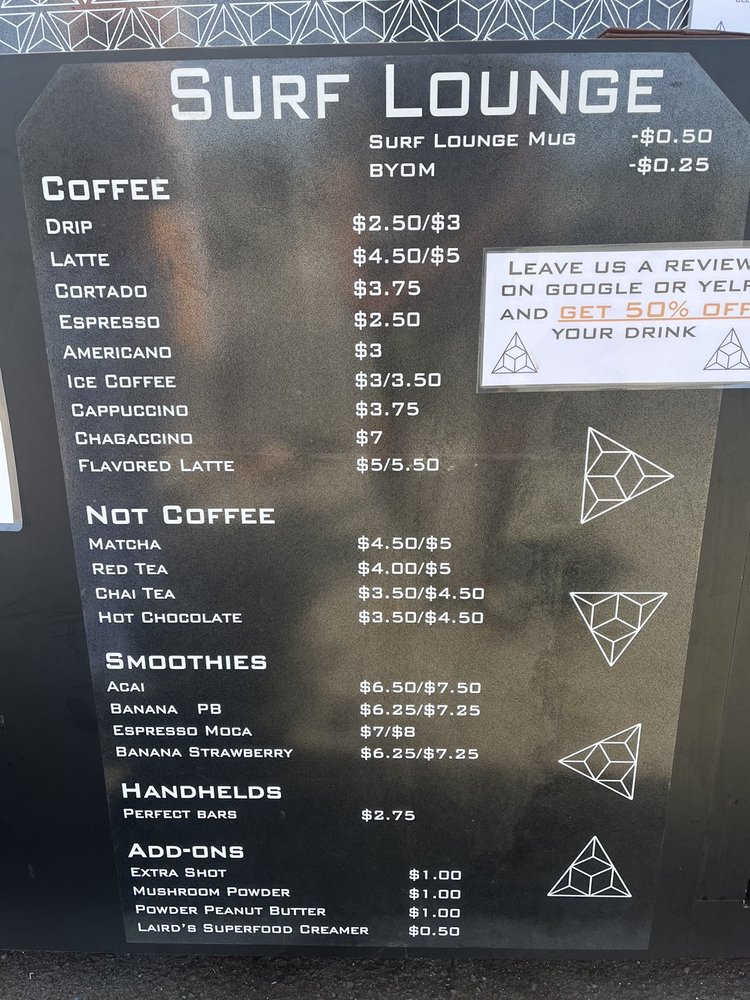 SURF LOUNGE
SURF LOUNGE MUG -$0.50
BYOM -$0.25
COFFEE
DRIP $2.50/$3
LATTE $4.50/$5
CORTADO $3.75
ESPRESSO $2.50
AMERICANO $3
ICE COFFEE $3/3.50
CAPPUCCINO $3.75
CHAGACCINO $7
FLAVORED LATTE $5/5.50
LEAVE US A REVIEW
ON GOOGLE OR YELP
AND GET 50% OFF
YOUR DRINK
NOT COFFEE
MATCHA $4.50/$5
RED TEA $4.00/$5
CHAI TEA $3.50/$4.50
HOT CHOCOLATE $3.50/$4.50
SMOOTHIES
ACAI $6.50/$7.50
BANANA PB $6.25/$7.25
ESPRESSO MOCA $7/$8
BANANA STRAWBERRY $6.25/$7.25
HANDHELDS
PERFECT BARS $2.75
ADD-ONS
EXTRA SHOT $1.00
MUSHROOM POWDER $1.00
POWDER PEANUT BUTTER $1.00
LAIRD'S SUPERFOOD CREAMER $0.50